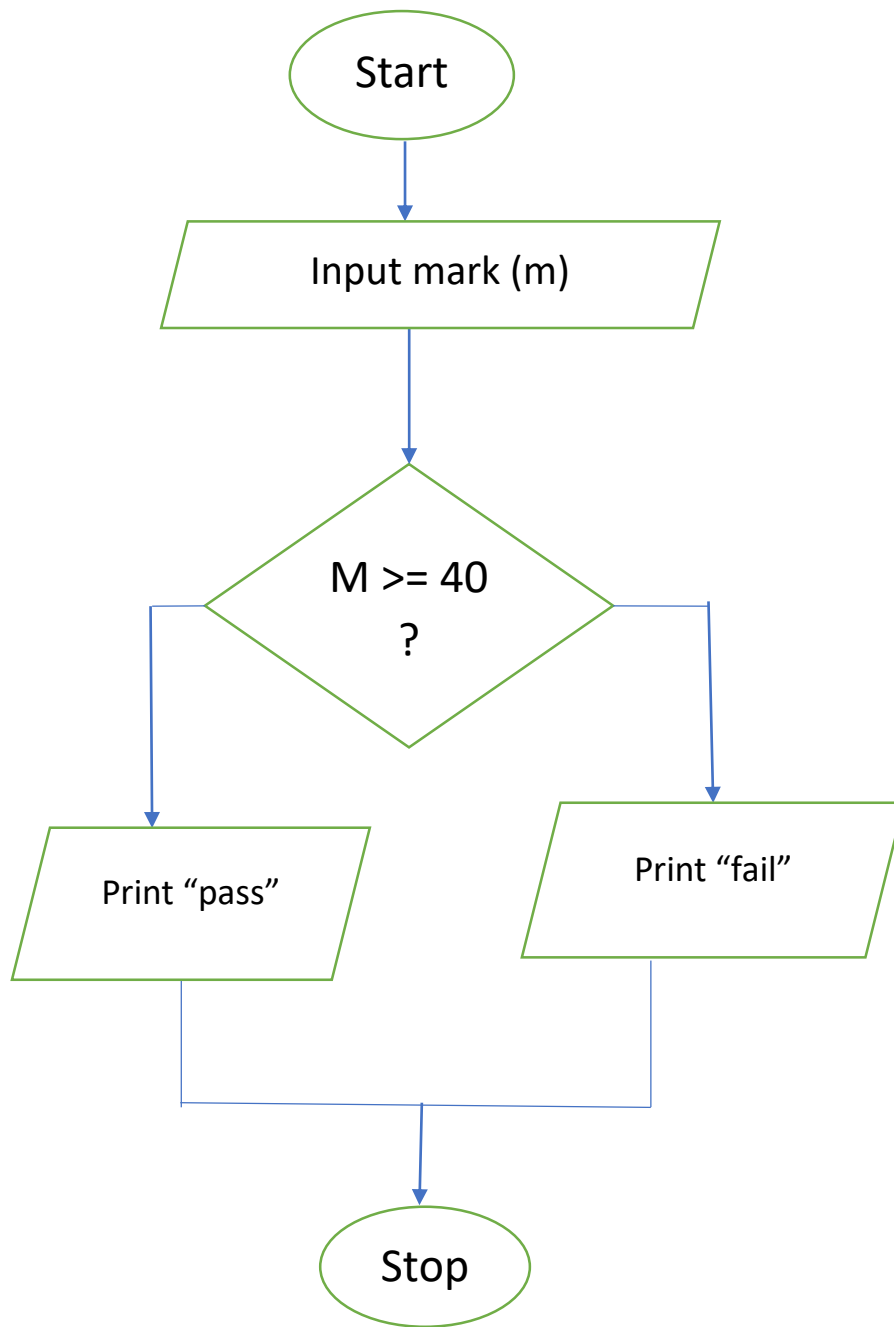 Start
Input mark (m)
M >= 40
?
Print “pass”
Print “fail”
Stop